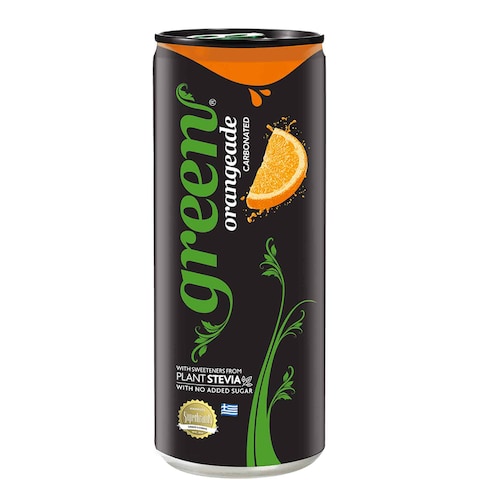 green®
orangeade
CARBONATED
WITH SWEETENERS FROM
PLANT STEVIA
WITH NO ADDED SUGAR